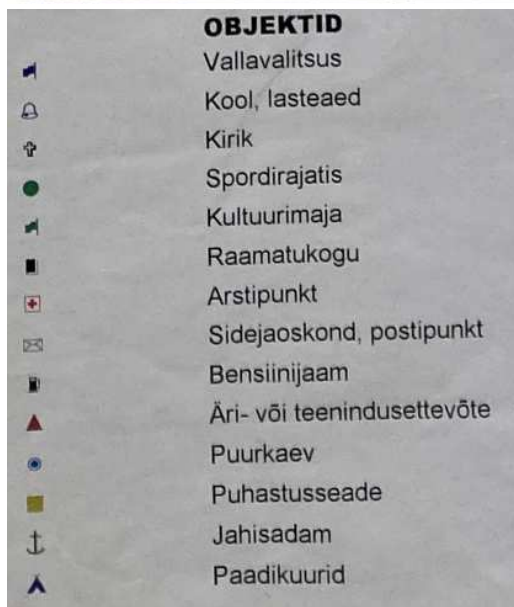 OBJEKTID
Vallavalitsus
Kool, lasteaed
Kirik
Spordirajatis
Kultuurimaja
Raamatukogu
Arstipunkt
Sidejaoskond, postipunkt
Bensiinijaam
Äri- või teenindusettevõte
Puurkaev
Puhastusseade
Jahisadam
Paadikuurid